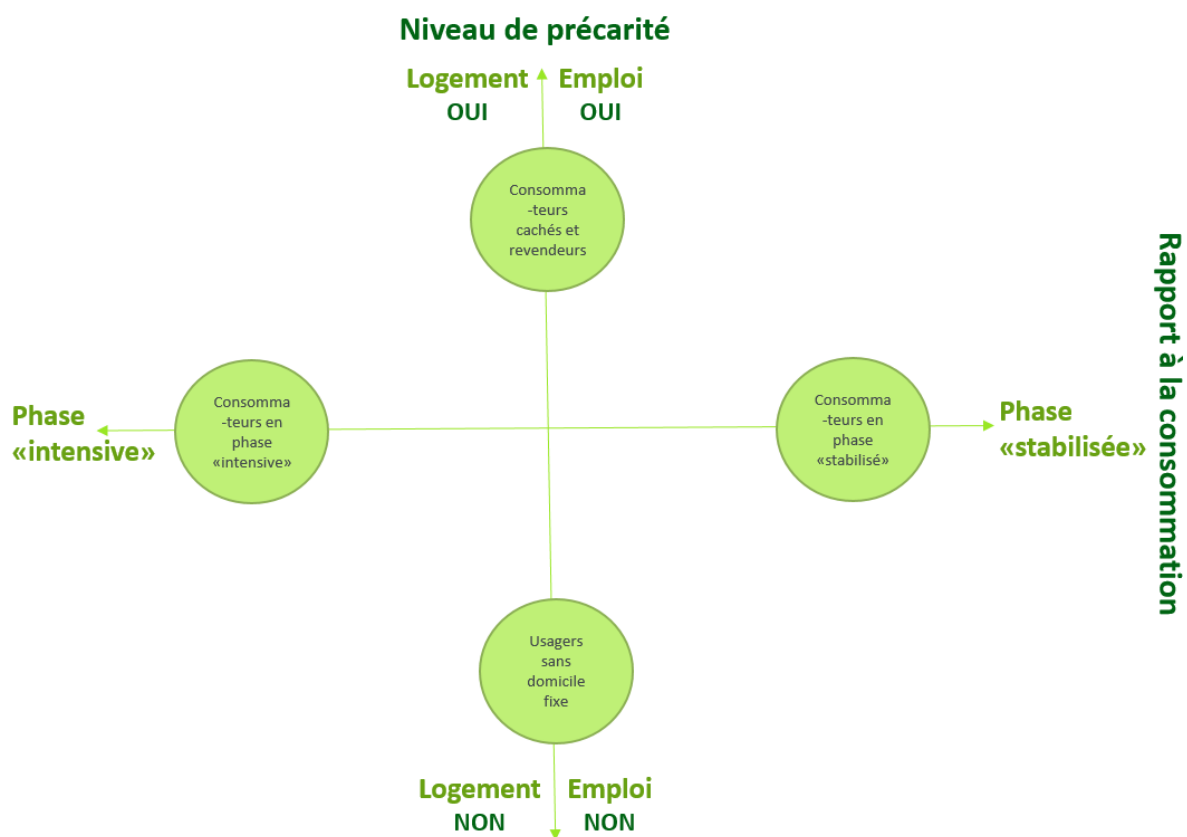 Niveau de précarité
Logement Emploi
OUI OUI
Consomma
-teurs
cachés et
revendeurs
Rapport à la consommation
Phase
«intensive»
Consomma
-teurs en
phase
«intensive»
Consomma
-teurs en
phase
«stabilisé»
Phase
«stabilisée»
Usagers
sans
domicile
fixe
Logement Emploi
NON NON